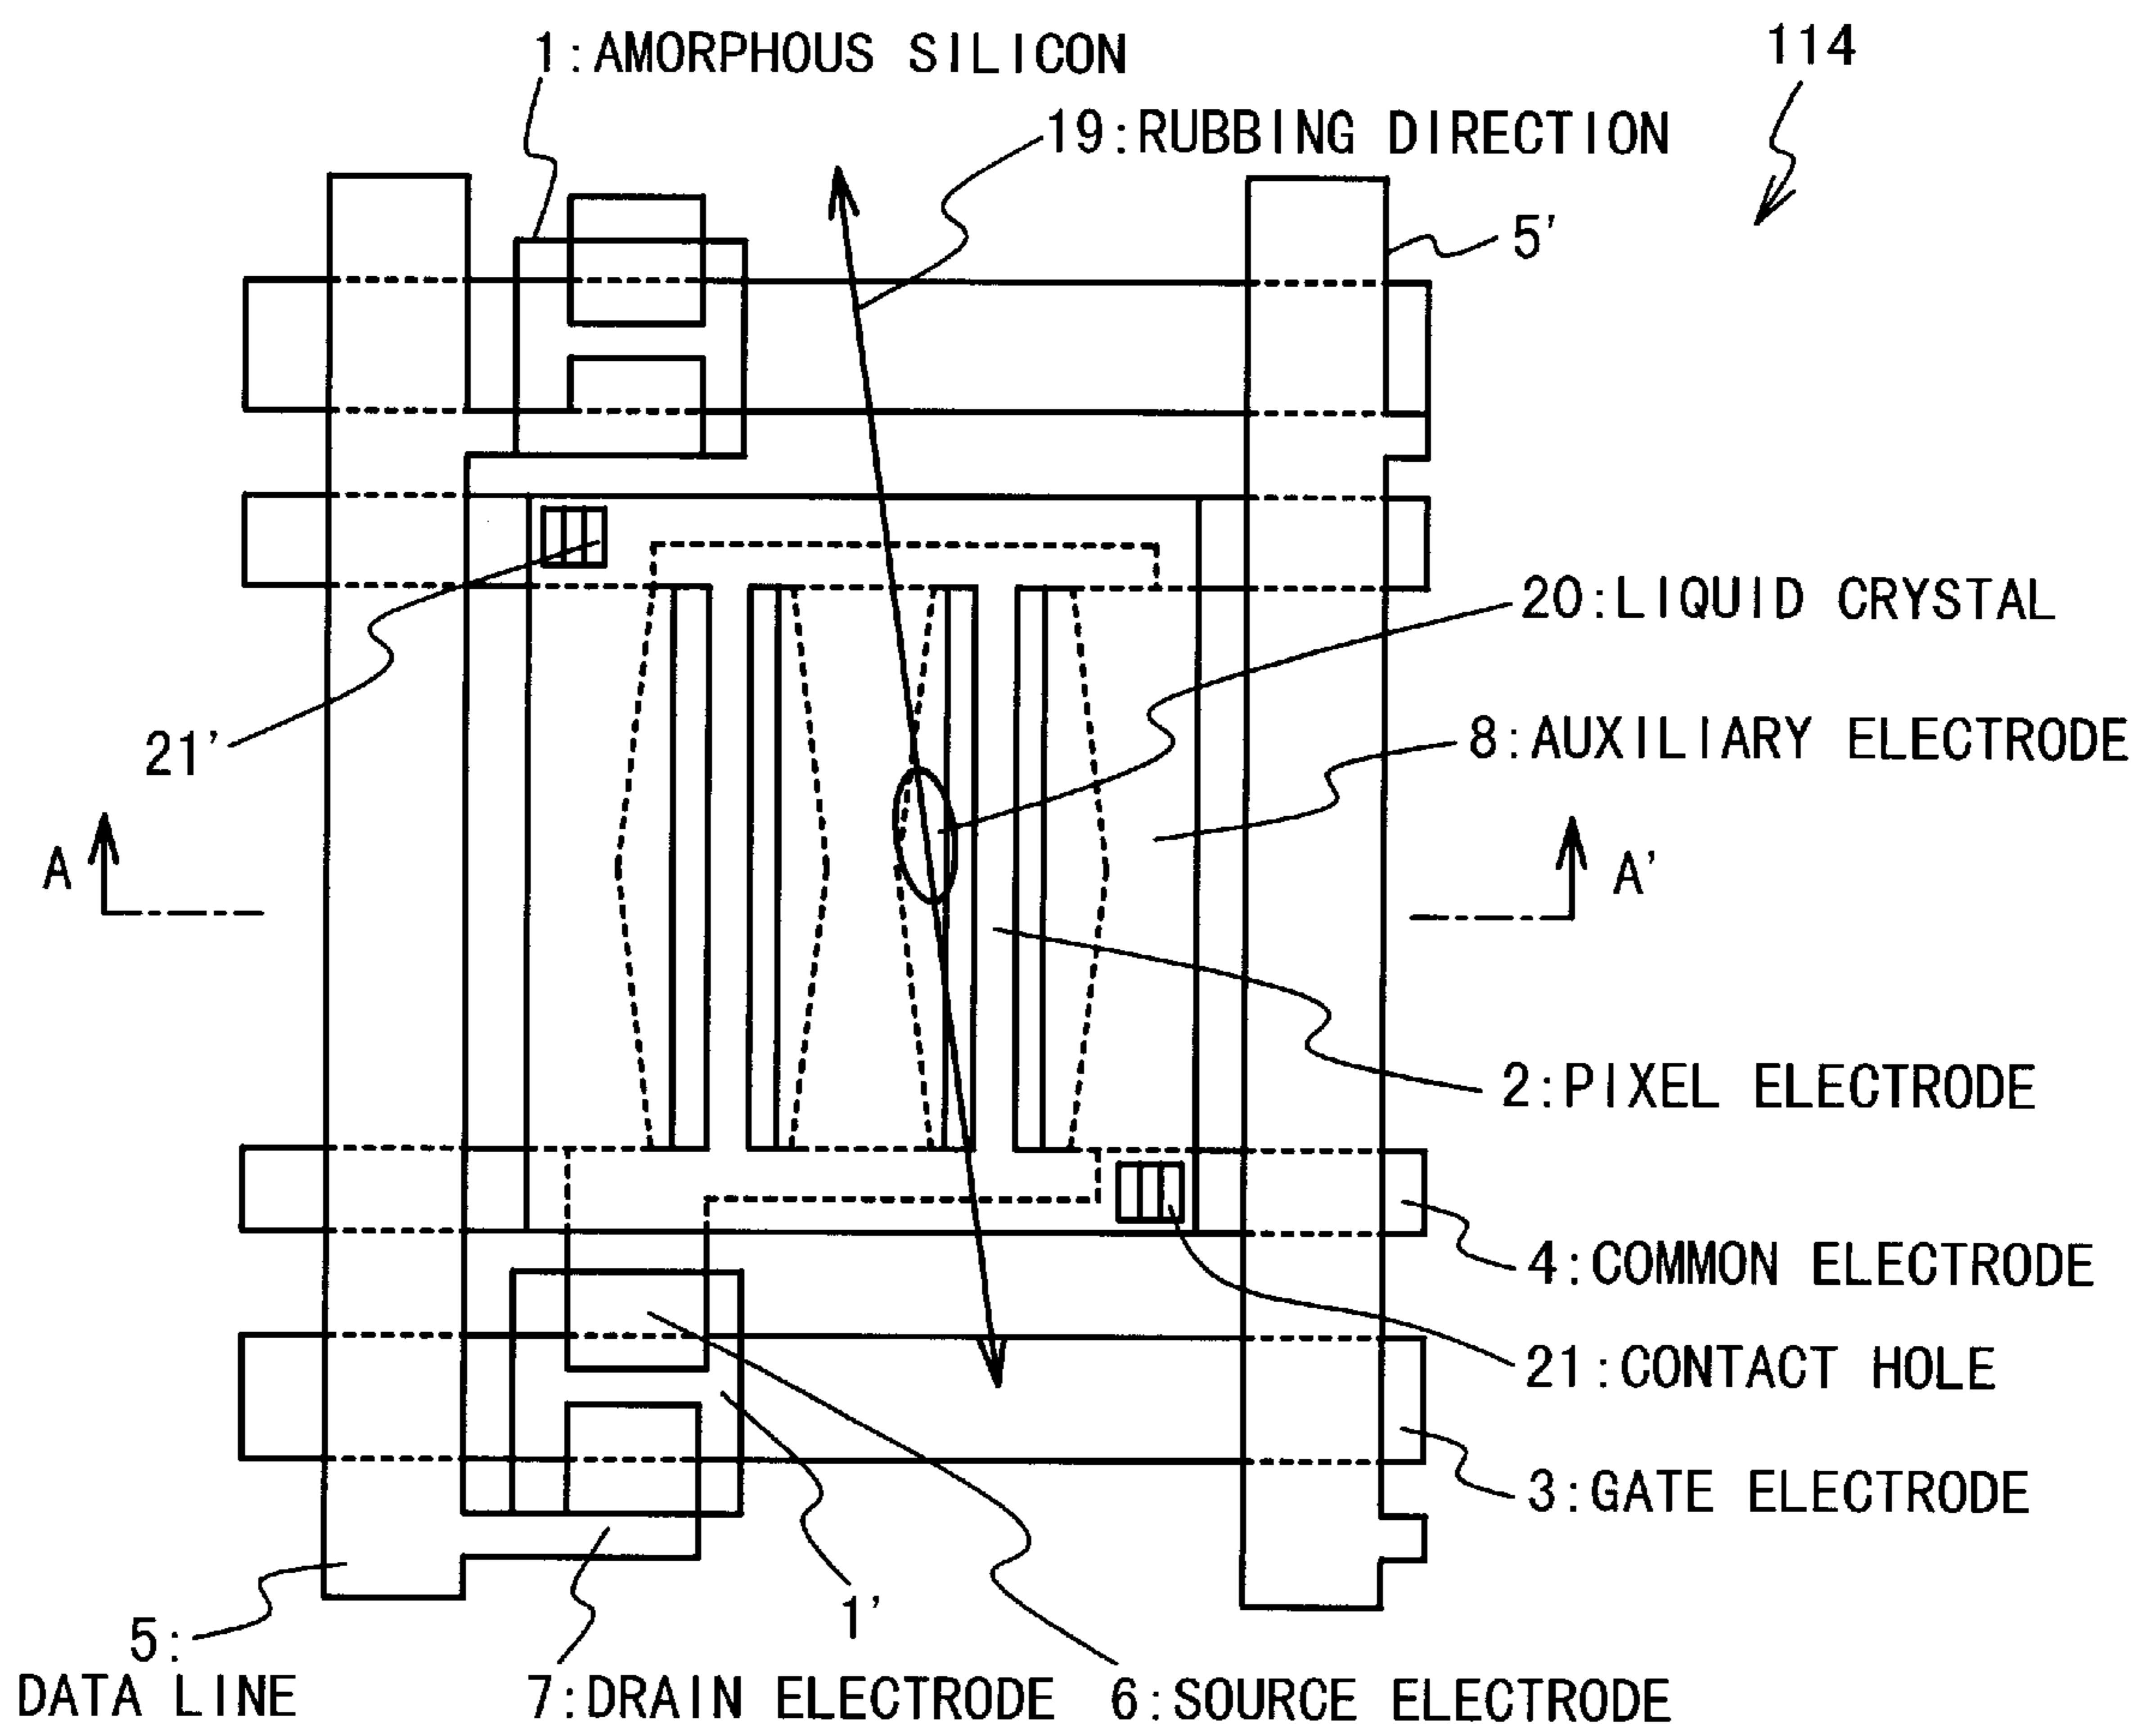 1:AMORPHOUS SILICON
114
19:RUBBING DIRECTION
5'
20:LIQUID CRYSTAL
21'
8:AUXILIARY ELECTRODE
A
A'
2:PIXEL ELECTRODE
4:COMMON ELECTRODE
21:CONTACT HOLE
3:GATE ELECTRODE
1'
5:
DATA LINE
7:DRAIN ELECTRODE
6:SOURCE ELECTRODE